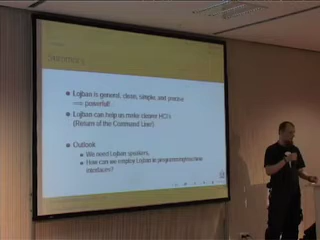 Summary
Lojban is general, clean, simple, and precise
⟹ powerful!
Lojban can help us make clearer HCI's
(Return of the Command Line!)
Outlook
We need Lojban speakers,
How can we employ Lojban in programming/machine
interfaces?